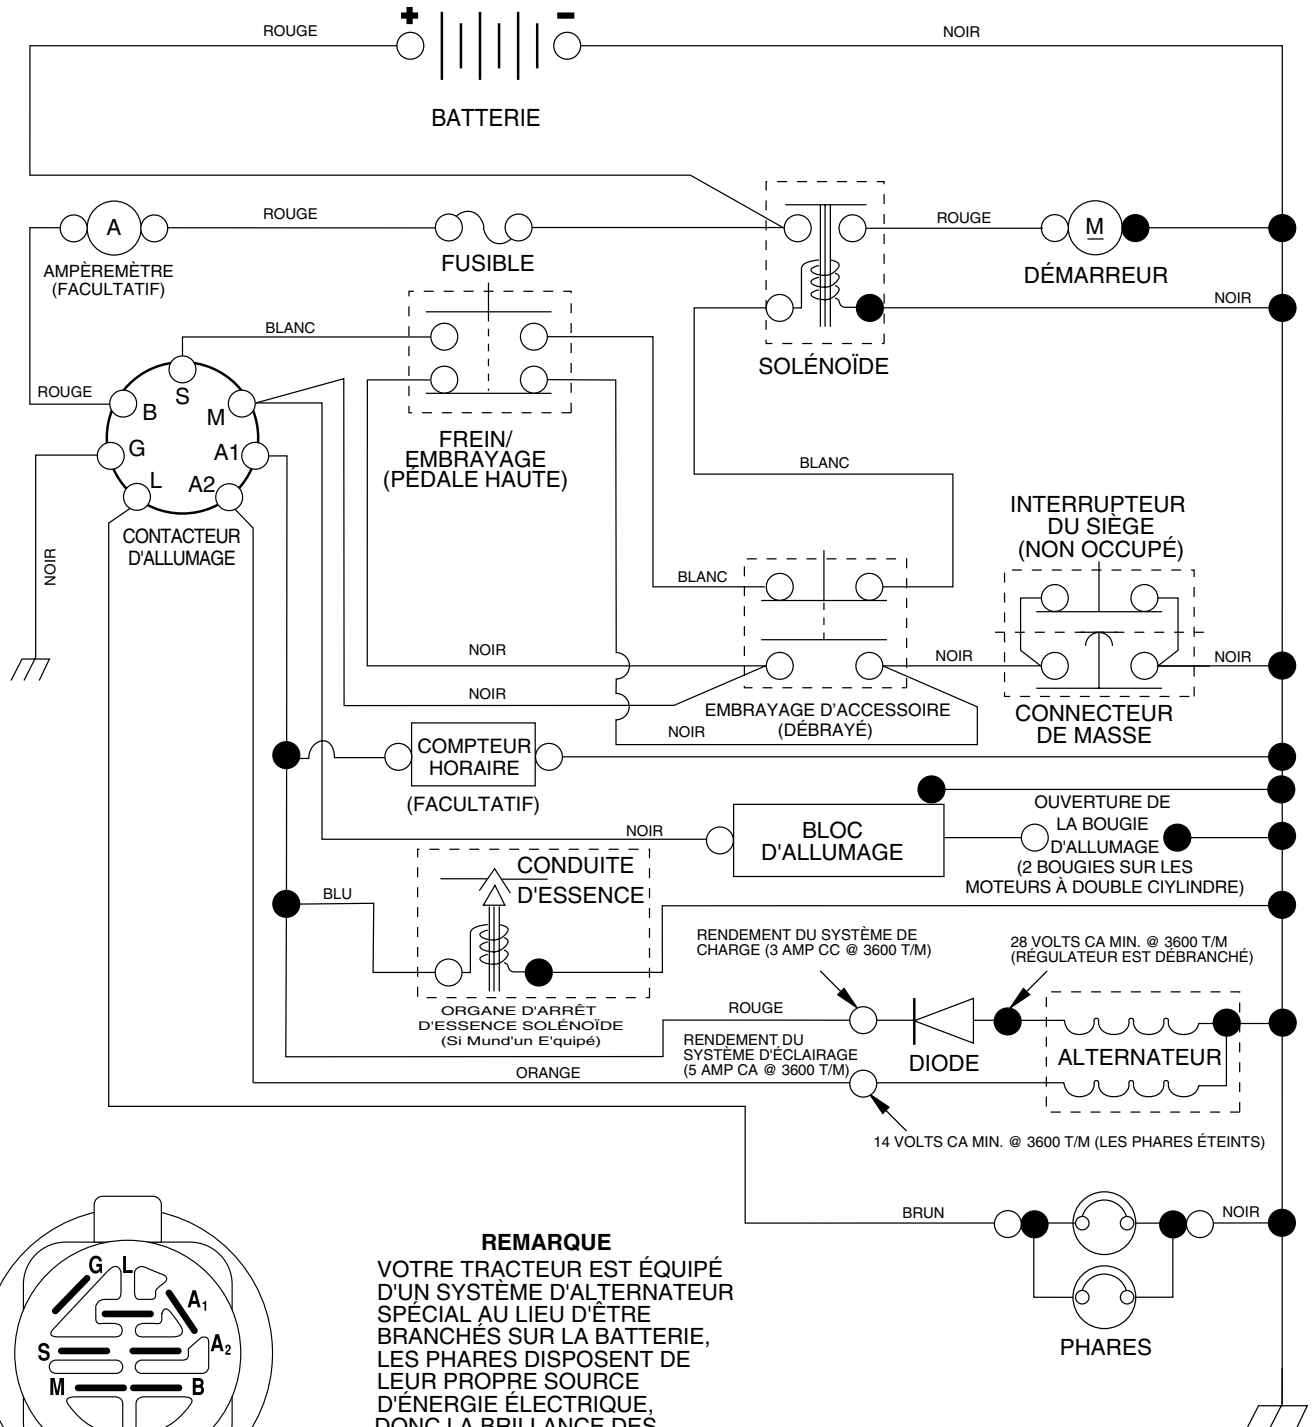 ROUGE
+
-
NOIR
BATTERIE
A
ROUGE
FUSIBLE
ROUGE
M
DÉMARREUR
AMPÈREMÈTRE
(FACULTATIF)
NOIR
SOLÉNOÏDE
BLANC
ROUGE
S
B
M
G
A1
L
A2
CONTACTEUR
D'ALLUMAGE
NOIR
FREIN/
EMBRAYAGE
(PÉDALE HAUTE)
BLANC
INTERRUPTEUR
DU SIÈGE
(NON OCCUPÉ)
BLANC
NOIR
NOIR
NOIR
NOIR
NOIR
EMBRAYAGE D'ACCESSOIRE
(DÉBRAYÉ)
CONNECTEUR
DE MASSE
COMPTEUR
HORAIRE
(FACULTATIF)
NOIR
BLOC
D'ALLUMAGE
OUVERTURE DE
LA BOUGIE
D'ALLUMAGE
(2 BOUGIES SUR LES
MOTEURS À DOUBLE CIYLINDRE)
CONDUITE
D'ESSENCE
BLU
ORGANE D'ARRÊT
D'ESSENCE SOLÉNOÏDE
(Si Mund'un E'quipé)
RENDEMENT DU SYSTÈME DE
CHARGE (3 AMP CC @ 3600 T/M)
28 VOLTS CA MIN. @ 3600 T/M
(RÉGULATEUR EST DÉBRANCHÉ)
ROUGE
DIODE
ALTERNATEUR
RENDEMENT DU
SYSTÈME D'ÉCLAIRAGE
(5 AMP CA @ 3600 T/M)
ORANGE
14 VOLTS CA MIN. @ 3600 T/M (LES PHARES ÉTEINTS)
BRUN
NOIR
PHARES
G
L
A1
A2
S
M
B
REMARQUE
VOTRE TRACTEUR EST ÉQUIPÉ
D'UN SYSTÈME D'ALTERNATEUR
SPÉCIAL AU LIEU D'ÊTRE
BRANCHÉS SUR LA BATTERIE,
LES PHARES DISPOSENT DE
LEUR PROPRE SOURCE
D'ÉNERGIE ÉLECTRIQUE,
DONC LA BRILLANCE DES